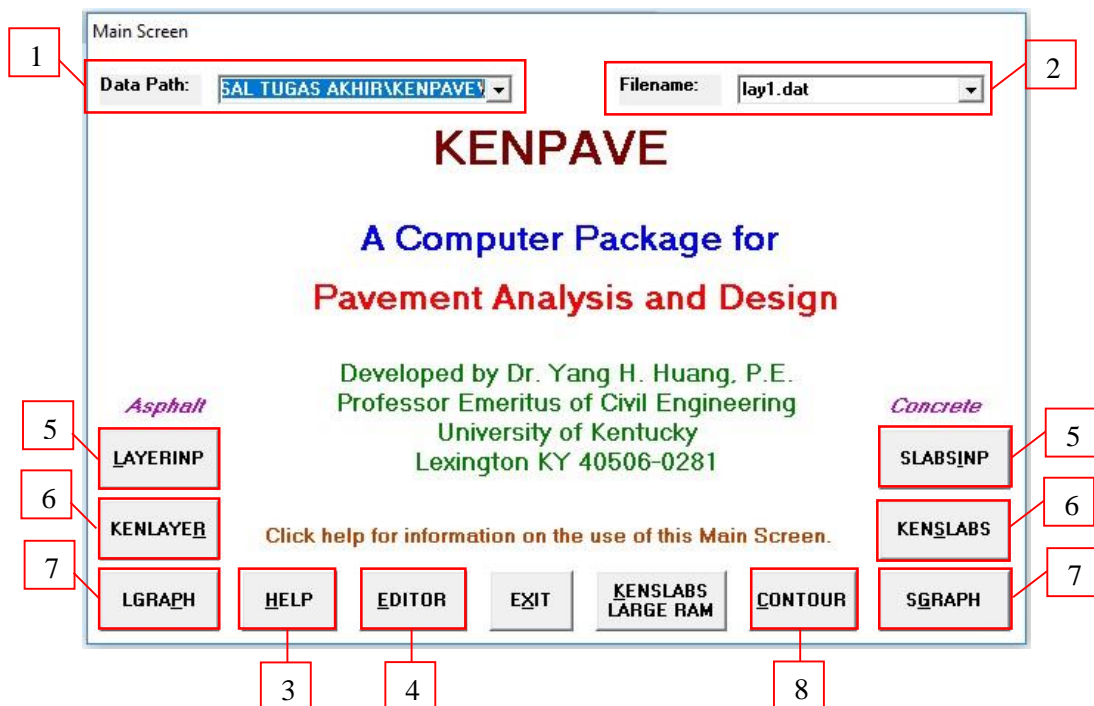 Main Screen
1
Data Path: SAL TUGAS AKHIR\KENPAVE\
Filename: lay1.dat
2
KENPAVE
A Computer Package for
Pavement Analysis and Design
Developed by Dr. Yang H. Huang, P.E.
Professor Emeritus of Civil Engineering
University of Kentucky
Lexington KY 40506-0281
Asphalt
Concrete
5
LAYERINP
SLABSINP
5
6
KENLAYER
Click help for information on the use of this Main Screen.
KENSLABS
6
7
LGRAPH
HELP
EDITOR
EXIT
KENSLABS
LARGE RAM
CONTOUR
SGRAPH
7
3
4
8